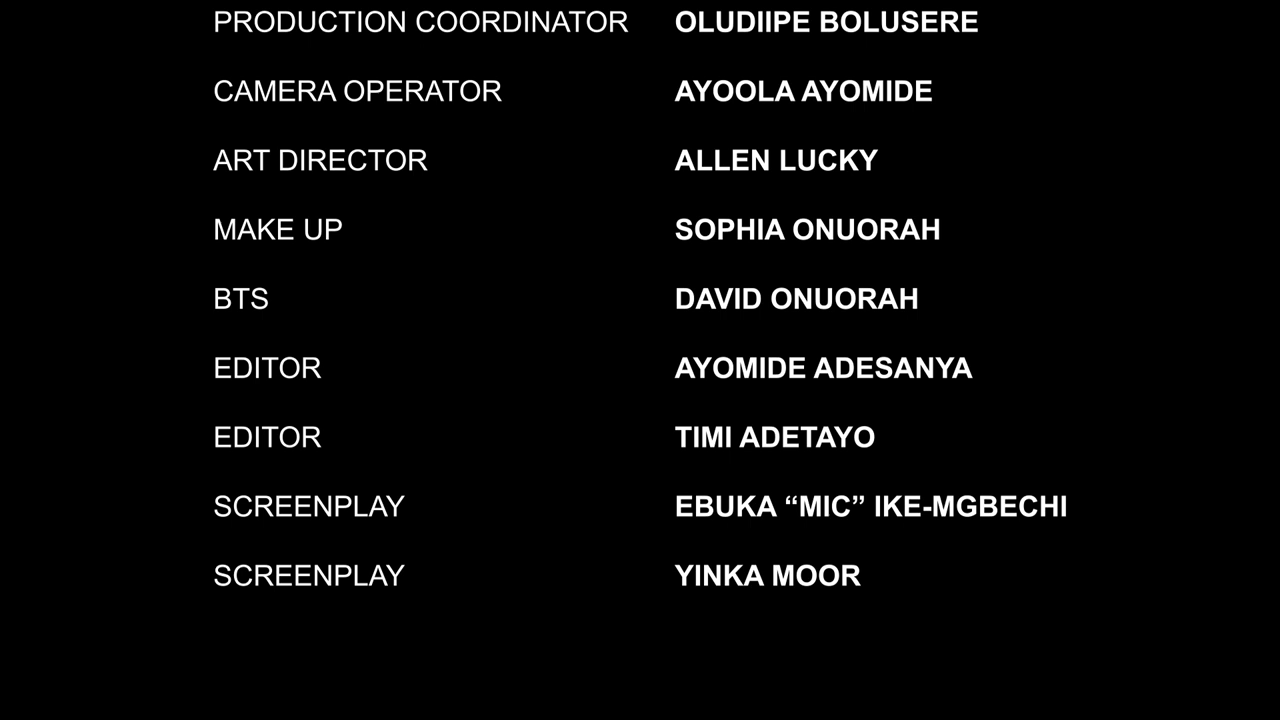 PRODUCTION COORDINATOR OLUDIIPE BOLUSERE
CAMERA OPERATOR AYOOLA AYOMIDE
ART DIRECTOR ALLEN LUCKY
MAKE UP SOPHIA ONUORAH
BTS DAVID ONUORAH
EDITOR AYOMIDE ADESANYA
EDITOR TIMI ADETAYO
SCREENPLAY EBUKA “MIC” IKE-MGBECHI
SCREENPLAY YINKA MOOR